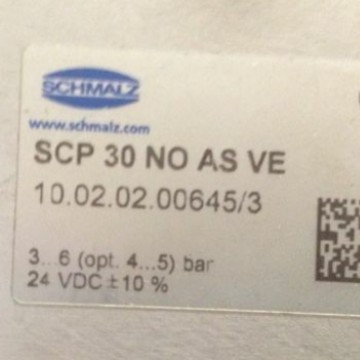 SCHMALZ
www.schmalz.com
SCP 30 NO AS VE
10.02.02.00645/3
3...6 (opt. 4...5) bar
24 VDC ±10 %